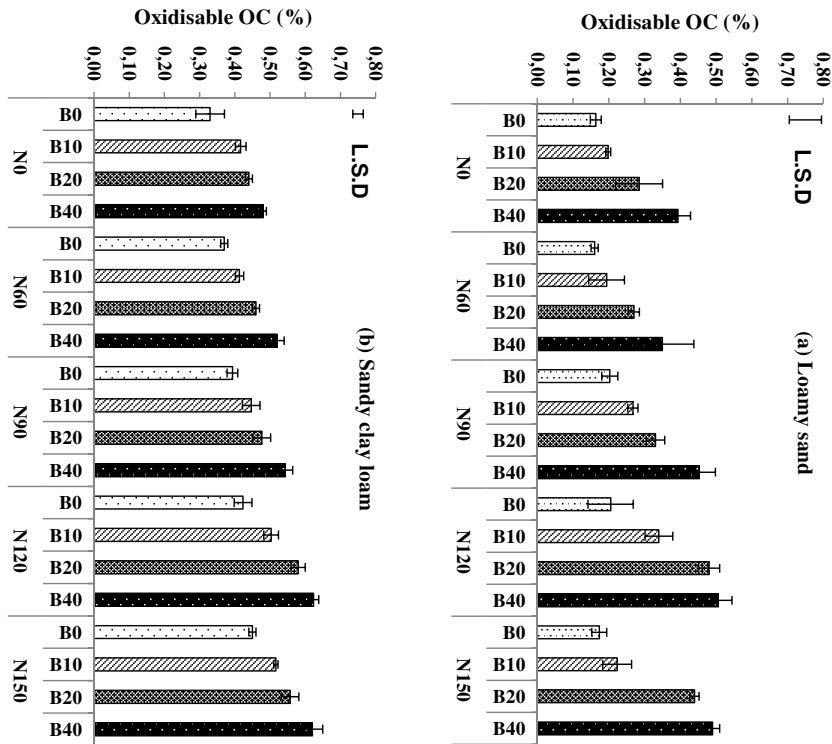 Oxidisable OC (%)
0,00 0,10 0,20 0,30 0,40 0,50 0,60 0,70 0,80
L.S.D
(a) Loamy sand
B0 B10 B20 B40 B0 B10 B20 B40 B0 B10 B20 B40 B0 B10 B20 B40 B0 B10 B20 B40
N0 N60 N90 N120 N150
Oxidisable OC (%)
0,00 0,10 0,20 0,30 0,40 0,50 0,60 0,70 0,80
L.S.D
(b) Sandy clay loam
B0 B10 B20 B40 B0 B10 B20 B40 B0 B10 B20 B40 B0 B10 B20 B40 B0 B10 B20 B40
N0 N60 N90 N120 N150